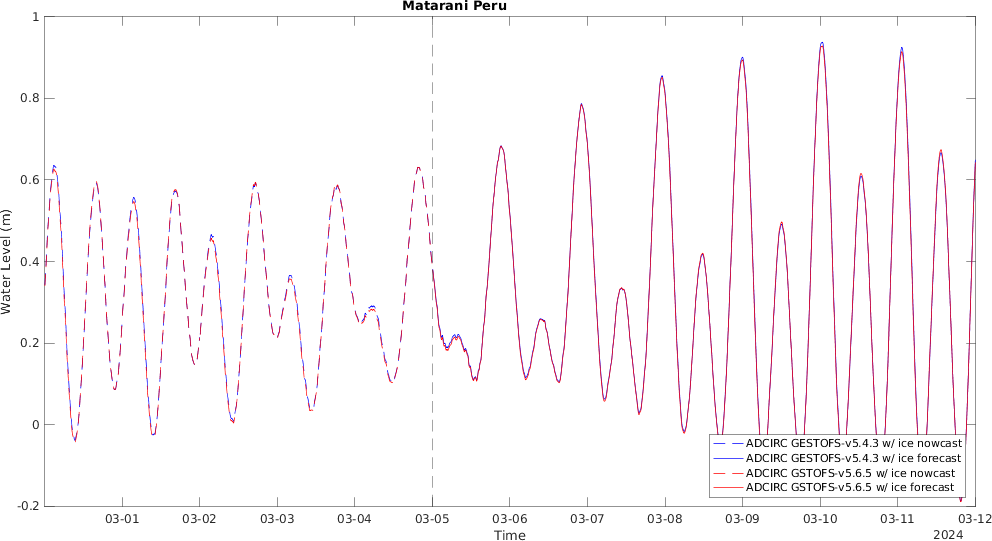 Matarani Peru
1
0.8
0.6
0.4
0.2
0
-0.2
Water Level (m)
ADCIRC GESTOFS-v5.4.3 w/ ice nowcast
ADCIRC GESTOFS-v5.4.3 w/ ice forecast
ADCIRC GSTOFS-v5.6.5 w/ ice nowcast
ADCIRC GSTOFS-v5.6.5 w/ ice forecast
03-01 03-02 03-03 03-04 03-05 03-06 03-07 03-08 03-09 03-10 03-11 03-12
Time 2024